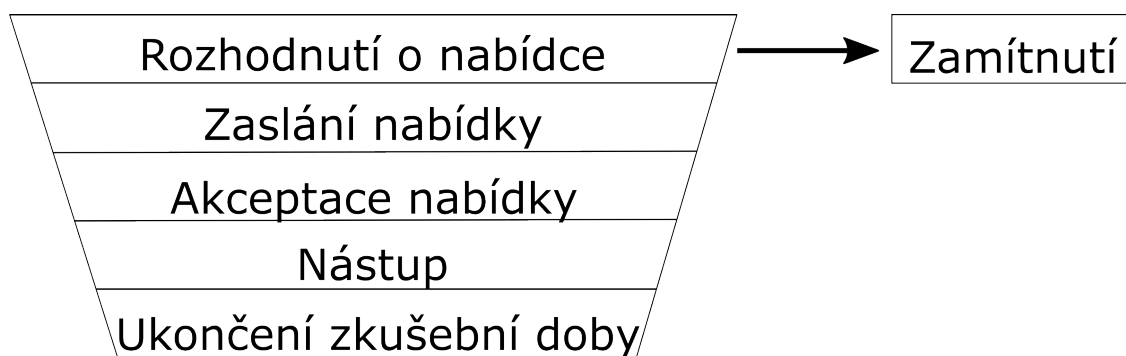 Rozhodnutí o nabídce
Zamítnutí
Zaslání nabídky
Akceptace nabídky
Nástup
Ukončení zkušební doby